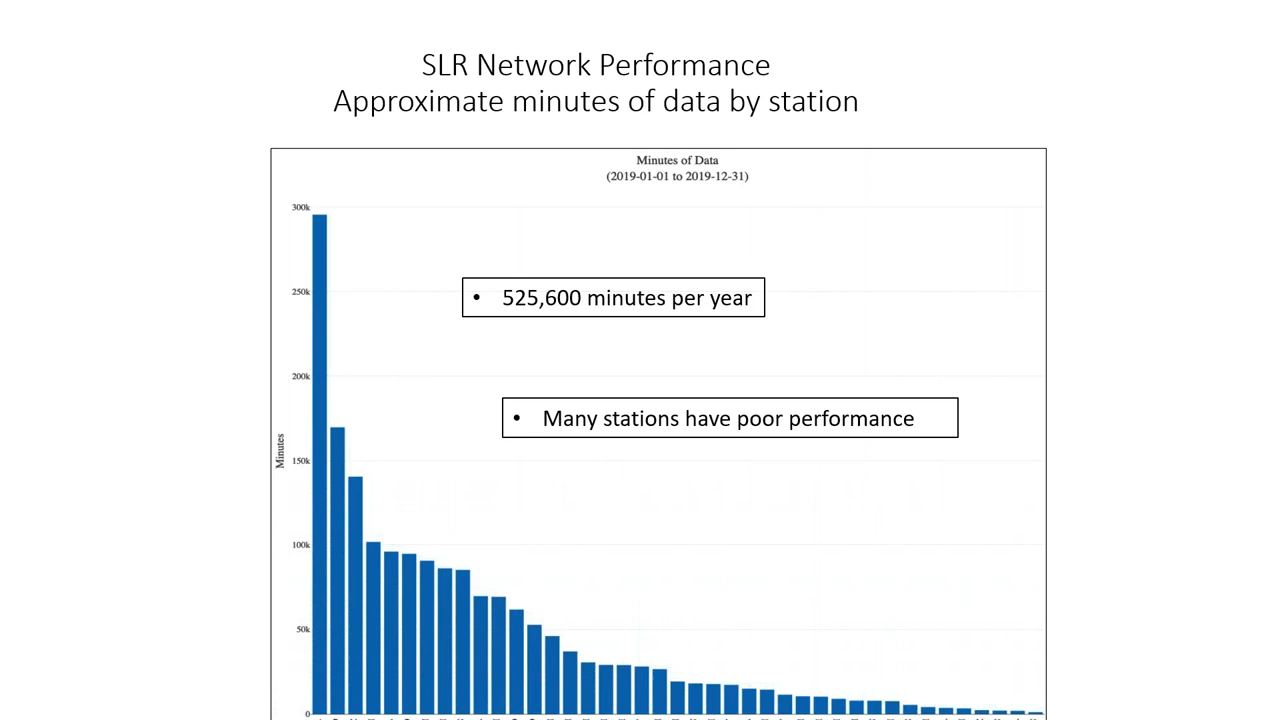 SLR Network Performance
Approximate minutes of data by station
Minutes of Data
(2019-01-01 to 2019-12-31)
300k
• 525,600 minutes per year
250k
200k
• Many stations have poor performance
Minutes
150k
100k
50k
0